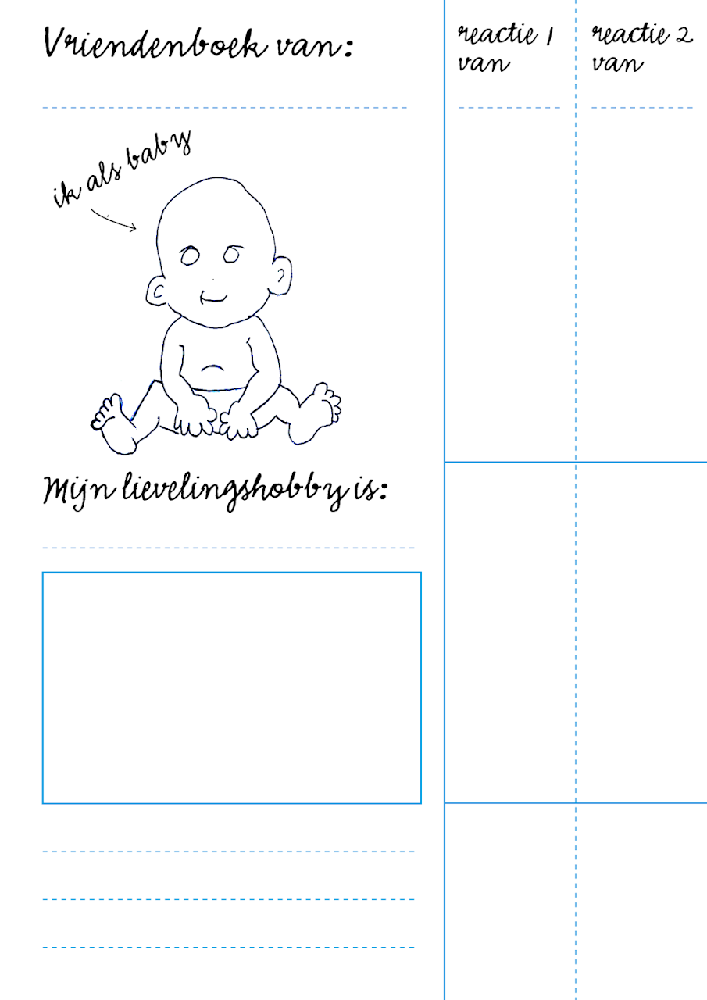 Vriendenboek van:
ik als baby
Mijn lievelingshobby is:
reactie 1
van
reactie 2
van